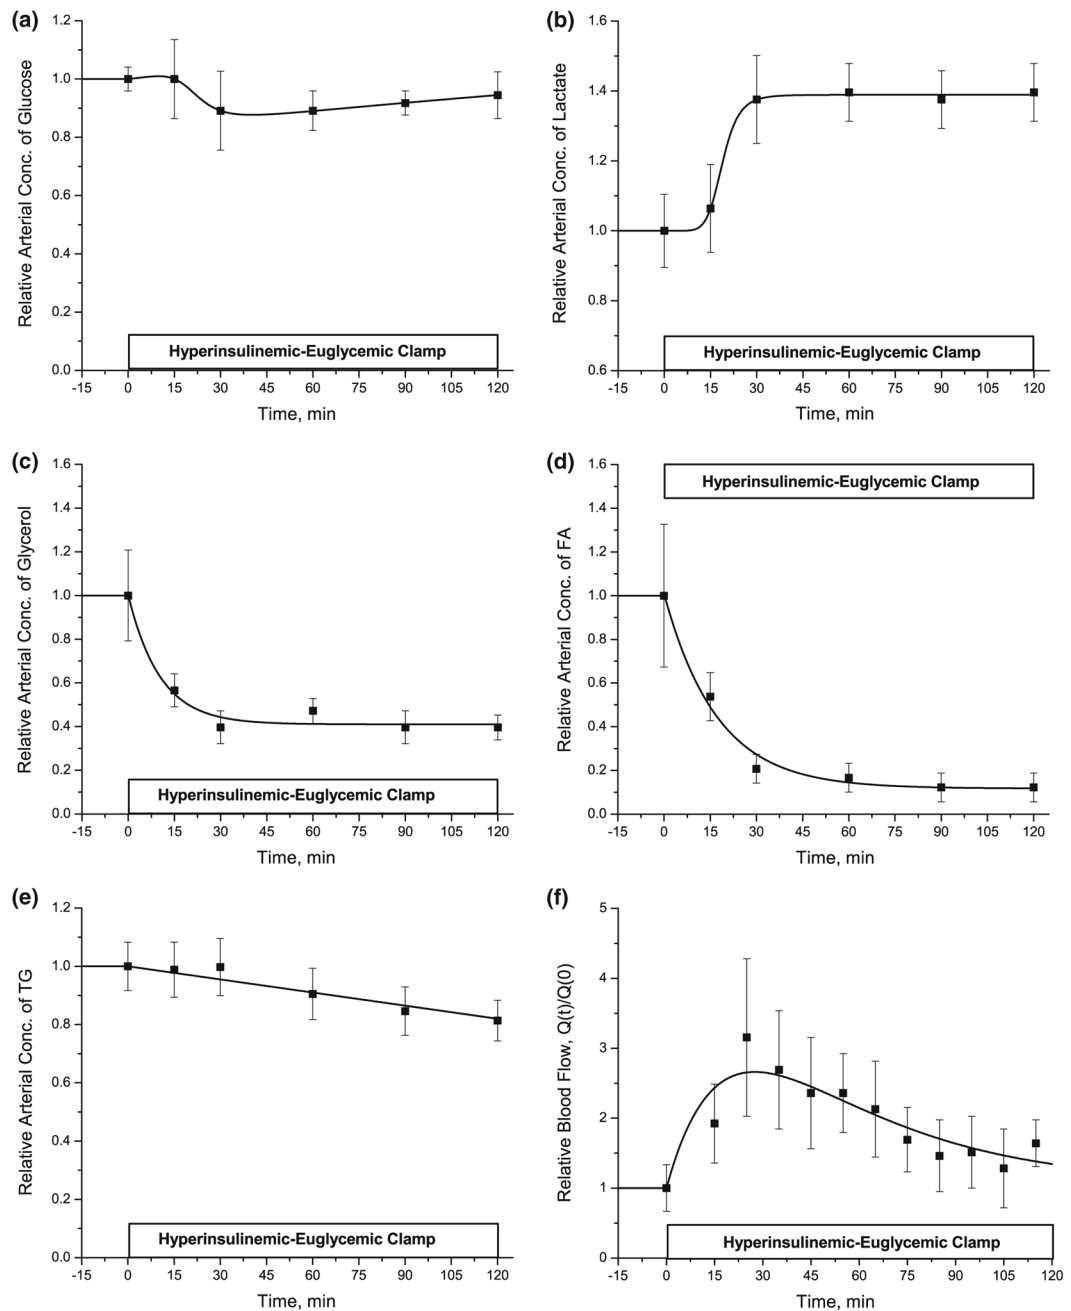 (a)
Relative Arterial Conc. of Glucose
1.2
1.0
0.8
0.6
0.4
0.2
0.0
Hyperinsulinemic-Euglycemic Clamp
-15 0 15 30 45 60 75 90 105 120
Time, min
(b)
Relative Arterial Conc. of Lactate
1.6
1.4
1.2
1.0
0.8
0.6
Hyperinsulinemic-Euglycemic Clamp
-15 0 15 30 45 60 75 90 105 120
Time, min
(c)
Relative Arterial Conc. of Glycerol
1.6
1.4
1.2
1.0
0.8
0.6
0.4
0.2
0.0
Hyperinsulinemic-Euglycemic Clamp
-15 0 15 30 45 60 75 90 105 120
Time, min
(d)
Relative Arterial Conc. of FA
1.6
1.4
1.2
1.0
0.8
0.6
0.4
0.2
0.0
Hyperinsulinemic-Euglycemic Clamp
-15 0 15 30 45 60 75 90 105 120
Time, min
(e)
Relative Arterial Conc. of TG
1.2
1.0
0.8
0.6
0.4
0.2
0.0
Hyperinsulinemic-Euglycemic Clamp
-15 0 15 30 45 60 75 90 105 120
Time, min
(f)
Relative Blood Flow, Q(t)/Q(0)
5
4
3
2
1
0
Hyperinsulinemic-Euglycemic Clamp
-15 0 15 30 45 60 75 90 105 120
Time, min